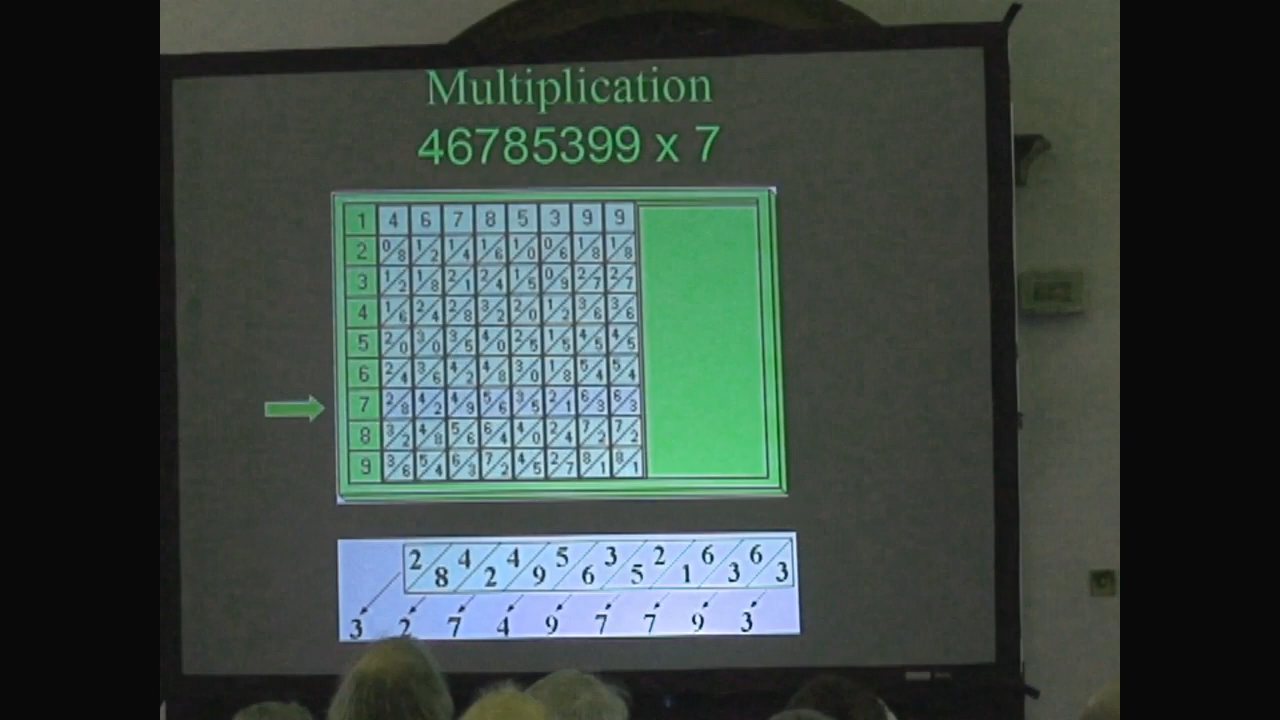 Multiplication
46785399 x 7
1 4 6 7 8 5 3 9 9
2 0/8 1/2 1/4 1/6 1/0 0/6 1/8 1/8
3 1/2 1/8 2/1 2/4 1/5 0/9 2/7 2/7
4 1/6 2/4 2/8 3/2 2/0 1/2 3/6 3/6
5 2/0 3/0 3/5 4/0 2/5 1/5 4/5 4/5
6 2/4 3/6 4/2 4/8 3/0 1/8 5/4 5/4
7 2/8 4/2 4/9 5/6 3/5 2/1 6/3 6/3
8 3/2 4/8 5/6 6/4 4/0 2/4 7/2 7/2
9 3/6 5/4 6/3 7/2 4/5 2/7 8/1 8/1
2/8 4/2 4/9 5/6 3/5 2/1 6/3 6/3
3 2 7 4 9 7 7 9 3